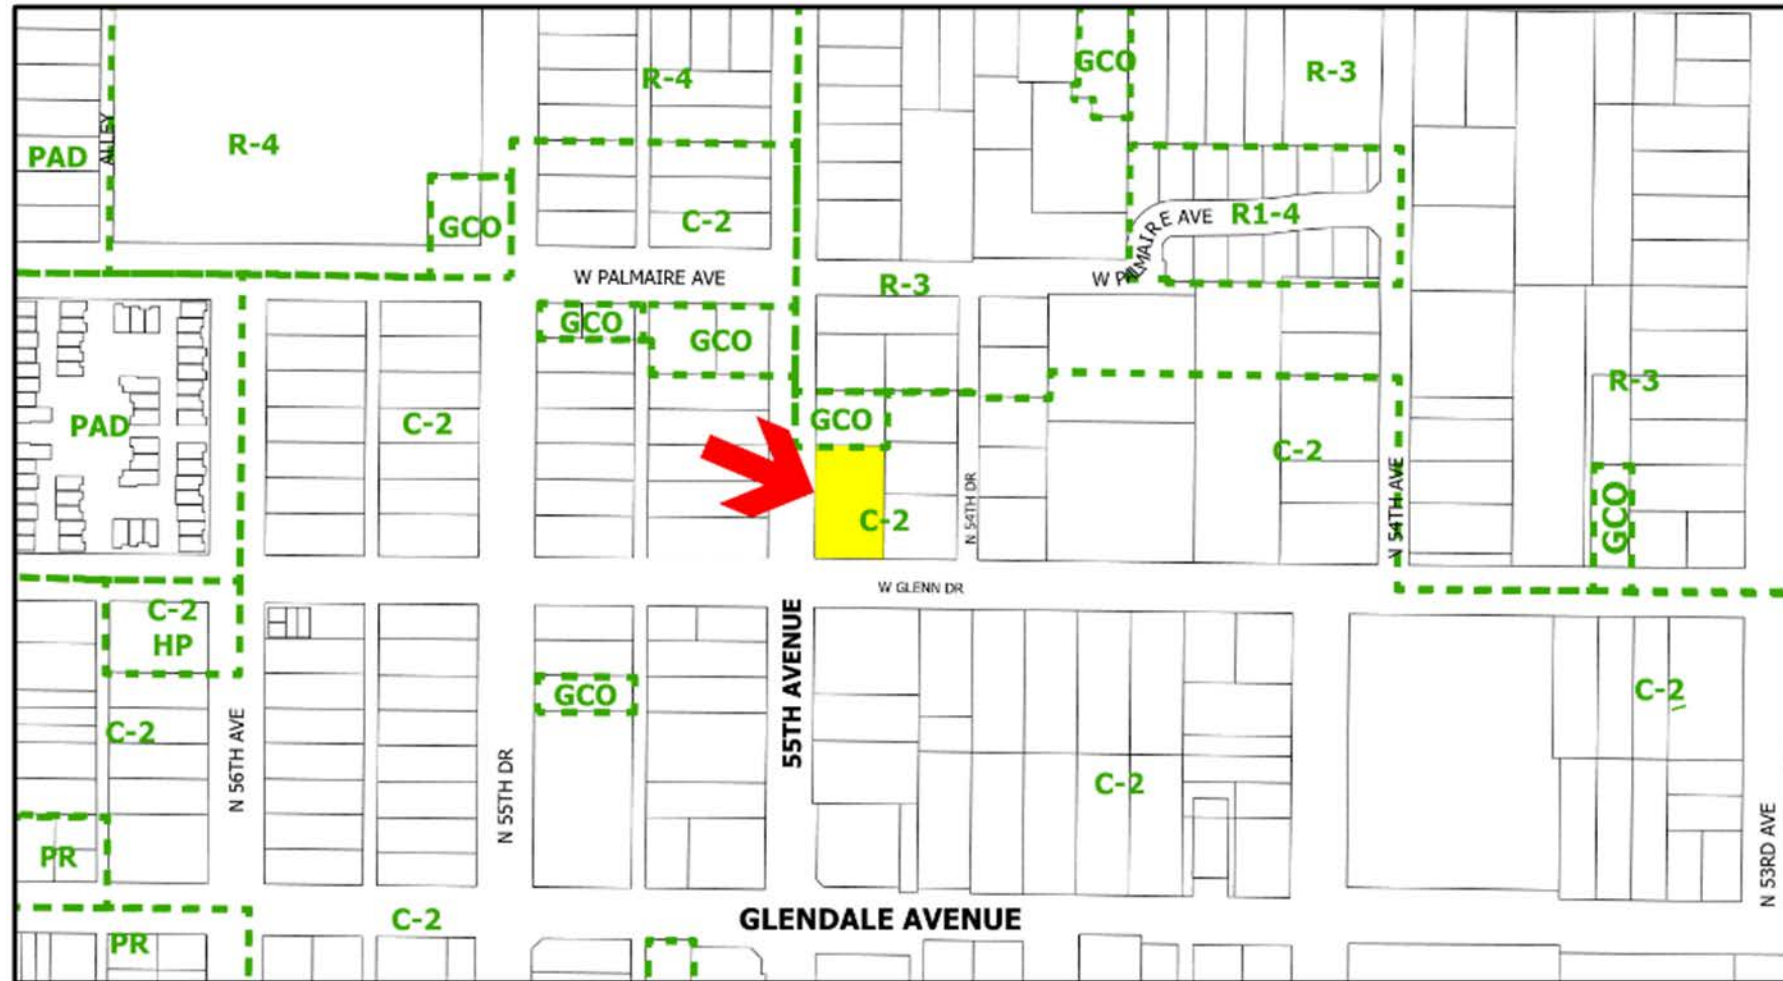 GCO
R-3
R-4
ALLEY
PAD
R-4
GCO
C-2
E AVE
R1-4
W PALMAIRE AVE
W P
LMAIR
R-3
GCO
GCO
R-3
PAD
C-2
GCO
C-2
N 54TH AVE
N 54TH DR
GCO
C-2
W GLENN DR
C-2
HP
55TH AVENUE
GCO
C-2
C-2
N 56TH AVE
N 55TH DR
C-2
PR
N 53RD AVE
C-2
GLENDALE AVENUE
PR